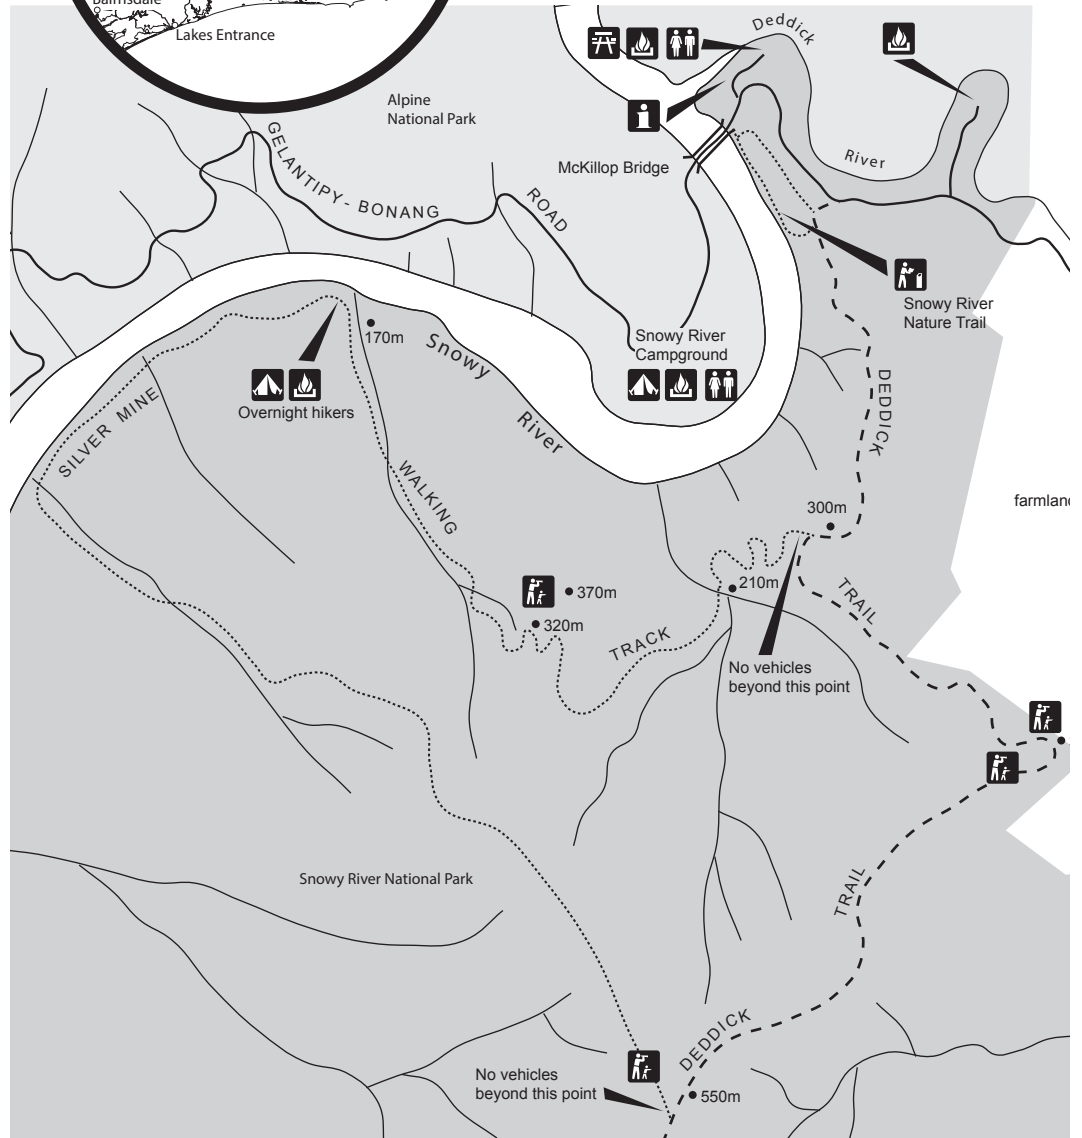 Bairnsdale
Lakes Entrance
Deddick
Alpine
National Park
River
GELANTIPY - BONANG
ROAD
McKillop Bridge
Snowy River
Nature Trail
170m
Snowy
River
Snowy River
Campground
Overnight hikers
SILVER MINE
WALKING
TRACK
DEDDICK
TRAIL
farmlan
300m
210m
370m
320m
No vehicles
beyond this point
Snowy River National Park
TRAIL
DEDDICK
No vehicles
beyond this point
550m